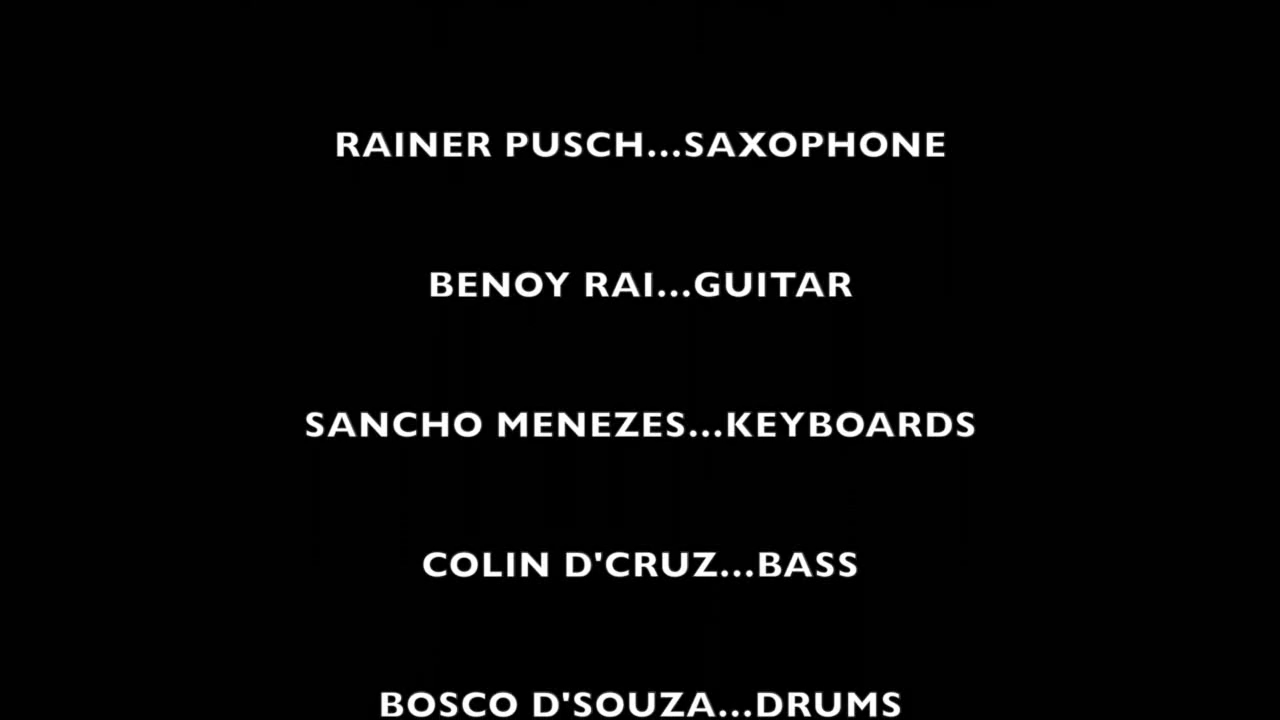 RAINER PUSCH...SAXOPHONE
BENOY RAI...GUITAR
SANCHO MENEZES...KEYBOARDS
COLIN D'CRUZ...BASS
BOSCO D'SOUZA...DRUMS